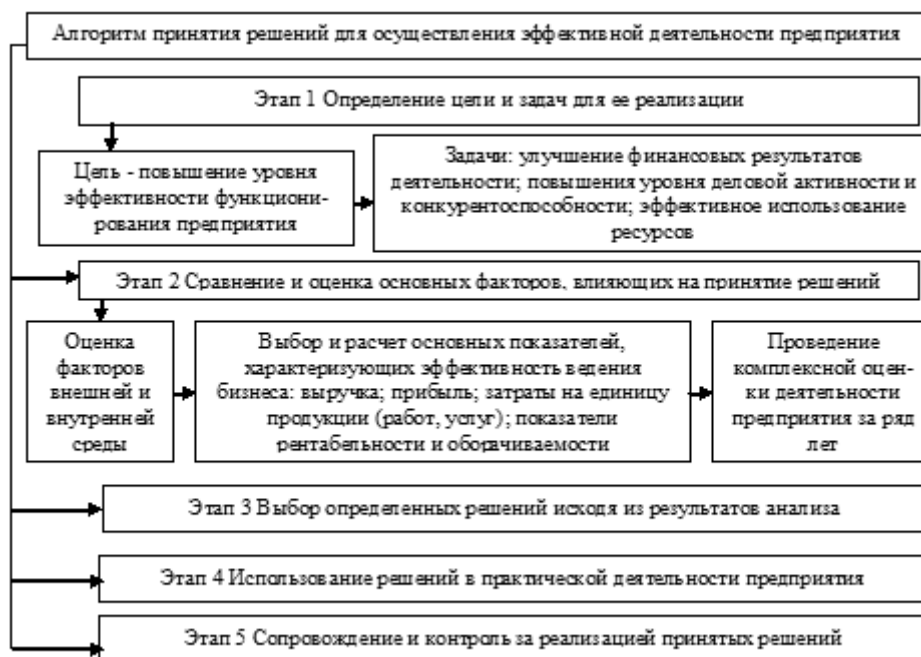 Алгоритм принятия решений для осуществления эффективной деятельности предприятия
Этап 1 Определение цели и задач для ее реализации
Цель - повышение уровня
эффективности функциони-
рования предприятия
Задачи: улучшение финансовых результатов
деятельности; повышения уровня деловой активности и
конкурентоспособности; эффективное использование
ресурсов
Этап 2 Сравнение и оценка основных факторов, влияющих на принятие решений
Оценка
факторов
внешней и
внутренней
среды
Выбор и расчет основных показателей,
характеризующих эффективность ведения
бизнеса: выручка; прибыль; затраты на единицу
продукции (работ, услуг); показатели
рентабельности и оборачиваемости
Проведение
комплексной оцен-
ки деятельности
предприятия за ряд
лет
Этап 3 Выбор определенных решений исходя из результатов анализа
Этап 4 Использование решений в практической деятельности предприятия
Этап 5 Сопровождение и контроль за реализацией принятых решений